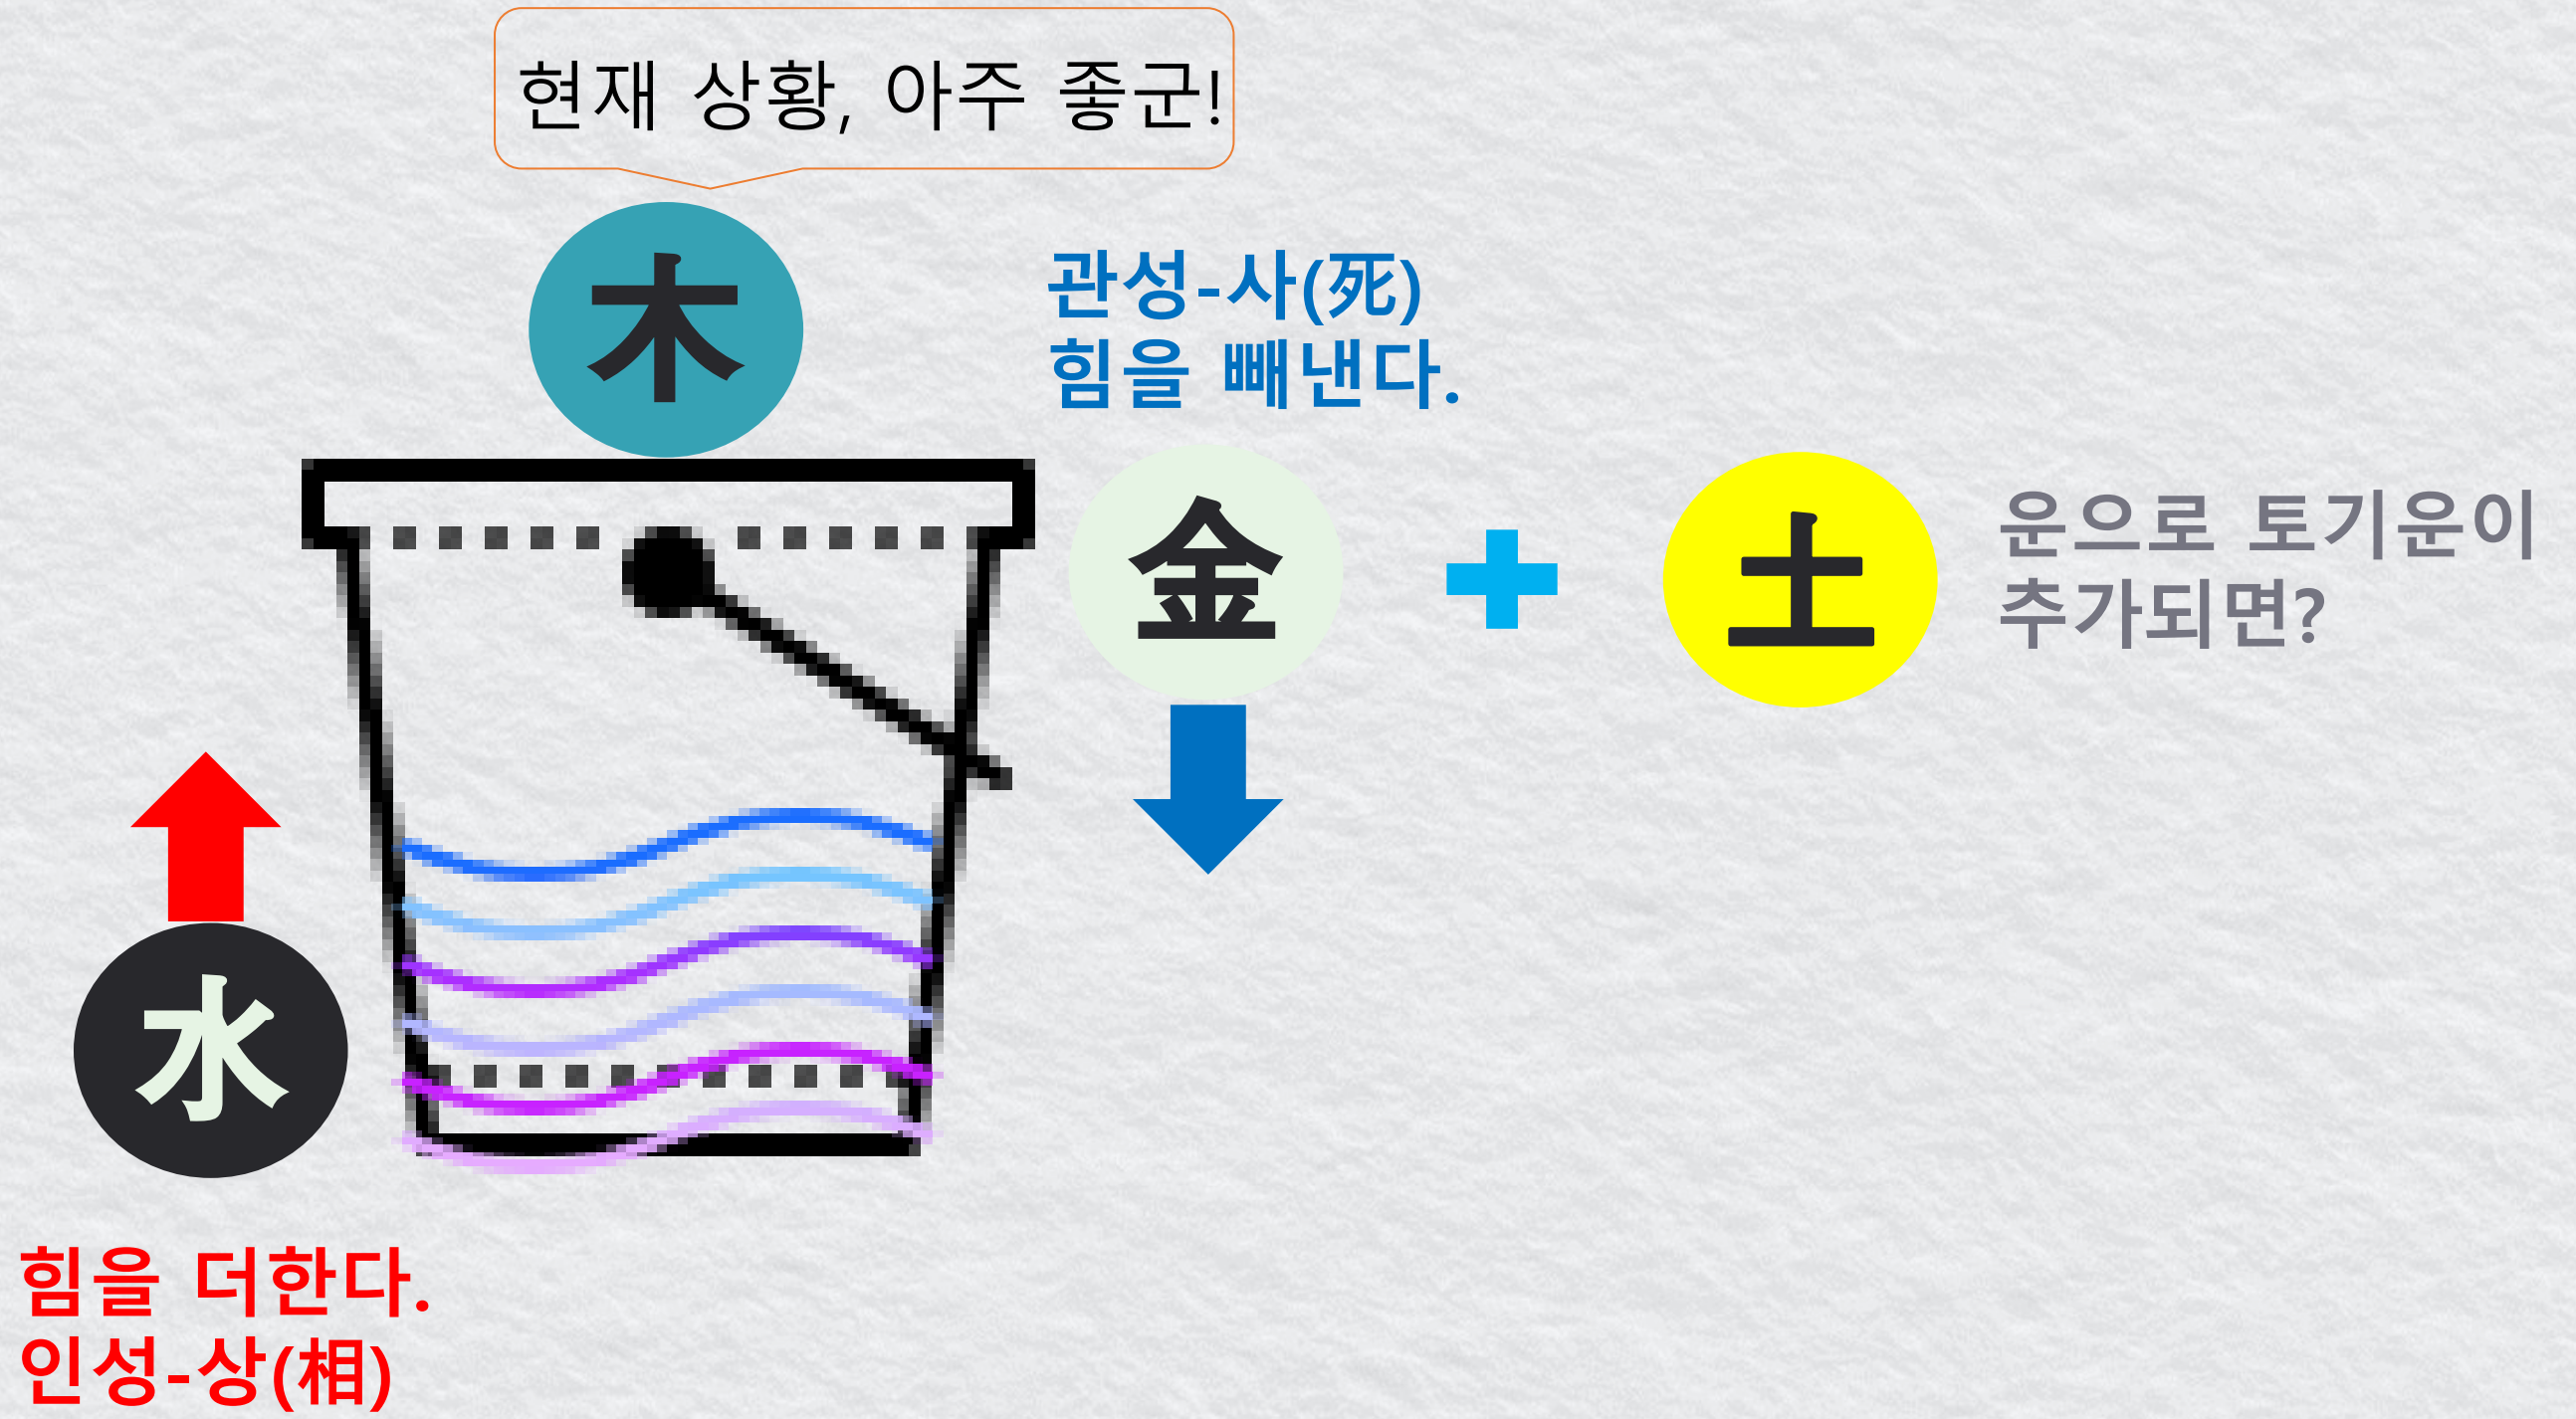 현재 상황, 아주 좋군!
木
관성-사(死)
힘을 빼낸다.
金
土
운으로 토기운이
추가되면?
水
힘을 더한다.
인성-상(相)